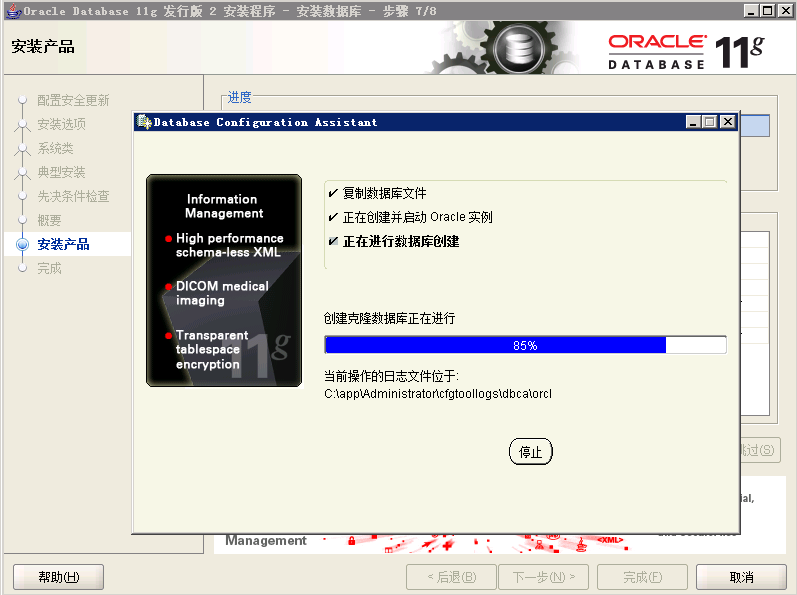 Oracle Database 11g 发行版 2 安装程序 - 安装数据库 - 步骤 7/8
安装产品
ORACLE
DATABASE 11g
配置安全更新
安装选项
系统类
典型安装
先决条件检查
概要
安装产品
完成
进度
Database Configuration Assistant
Information
Management
High performance
schema-less XML
DICOM medical
imaging
Transparent
tablespace
encryption
11g
复制数据库文件
正在创建并启动 Oracle 实例
正在进行数据库创建
创建克隆数据库正在进行
85%
当前操作的日志文件位于:
C:\app\Administrator\cfgtoollogs\dbca\orcl
停止
过(S)
ial,
Management
<XML>
帮助(H)
< 后退(B)
下一步(N) >
完成(F)
取消